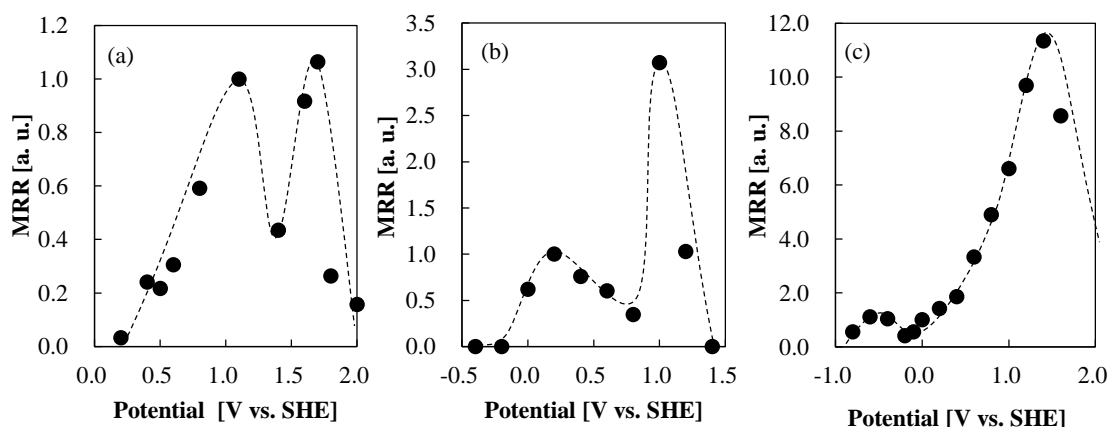 (a)
MRR [a. u.]
1.2
1.0
0.8
0.6
0.4
0.2
0.0
0.0 0.5 1.0 1.5 2.0
Potential [V vs. SHE]
(b)
MRR [a. u.]
3.5
3.0
2.5
2.0
1.5
1.0
0.5
0.0
-0.5 0.0 0.5 1.0 1.5
Potential [V vs. SHE]
(c)
MRR [a. u.]
12.0
10.0
8.0
6.0
4.0
2.0
0.0
-1.0 0.0 1.0 2.0
Potential [V vs. SHE]